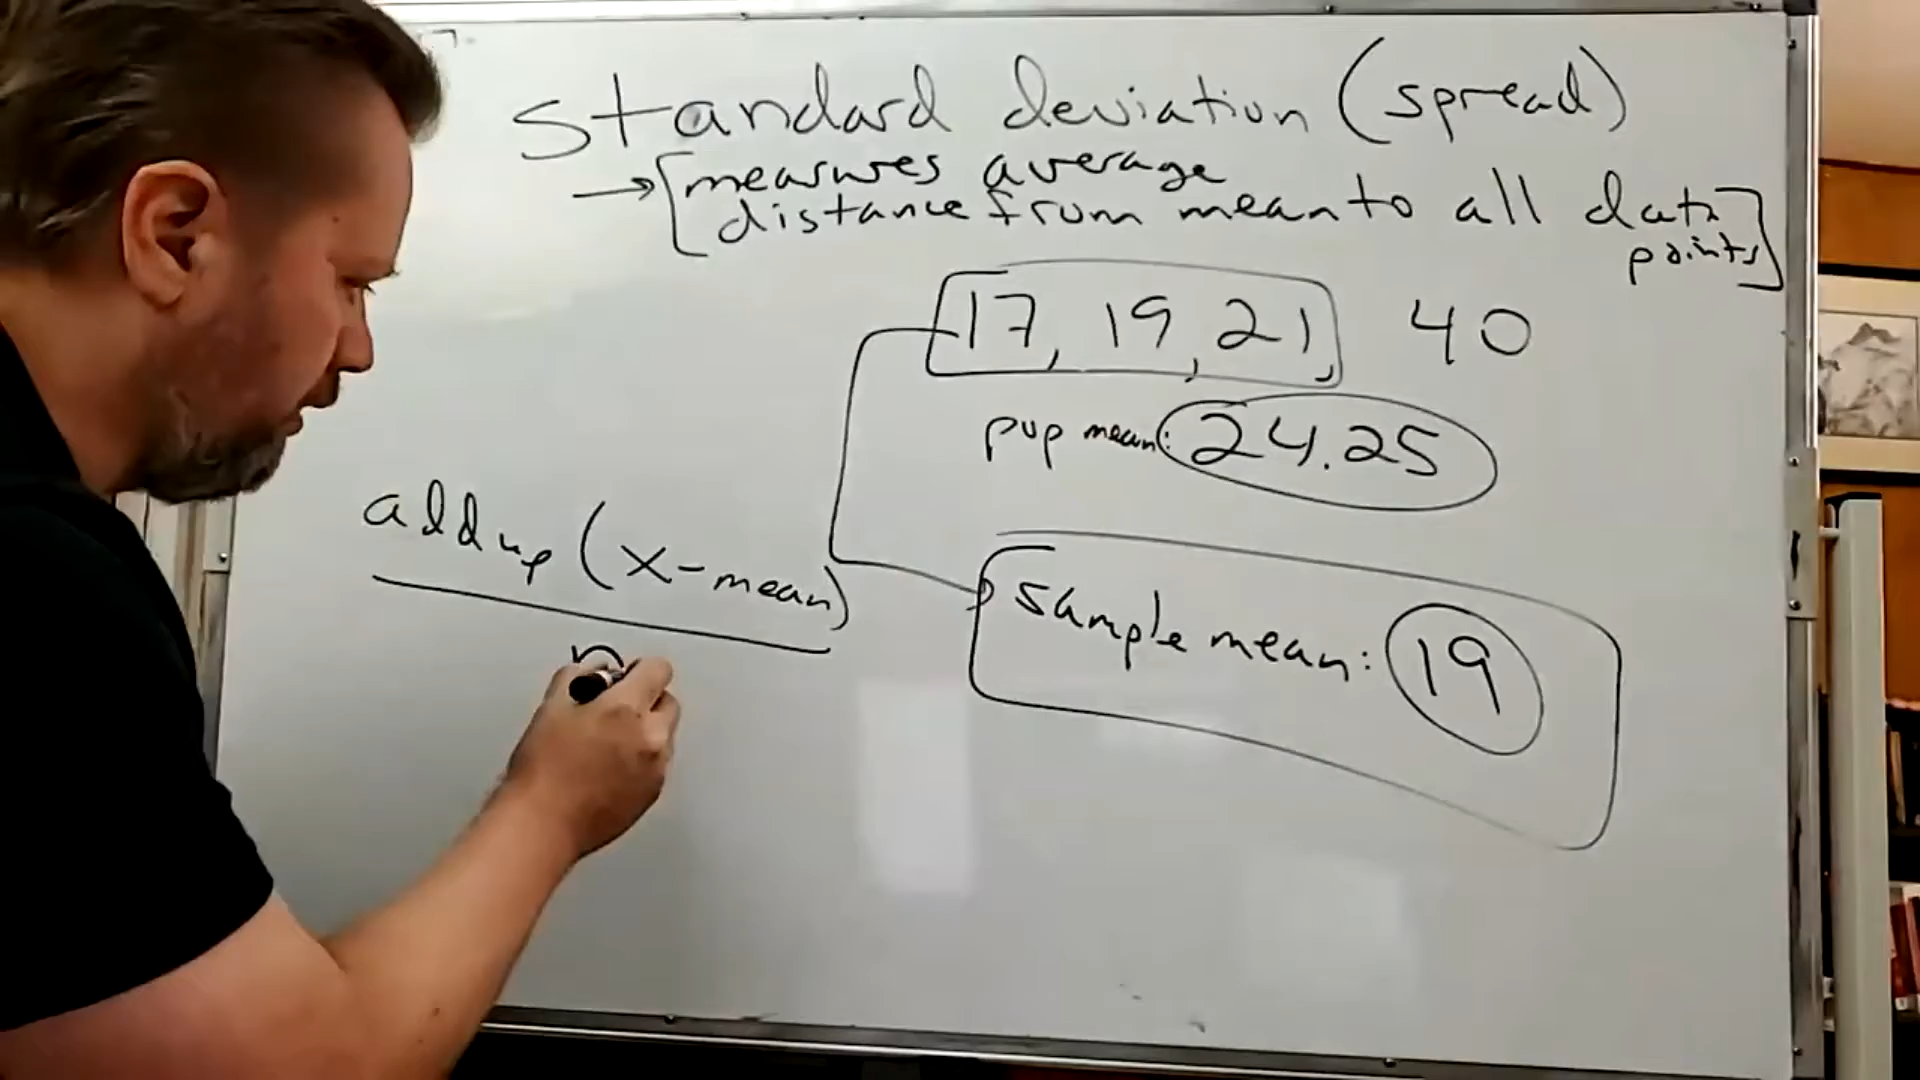 standard deviation (spread)
→ [measures average
distance from mean to all data
points]
17, 19, 21, 40
pop mean: 24.25
add up (x-mean)
n
sample mean: 19